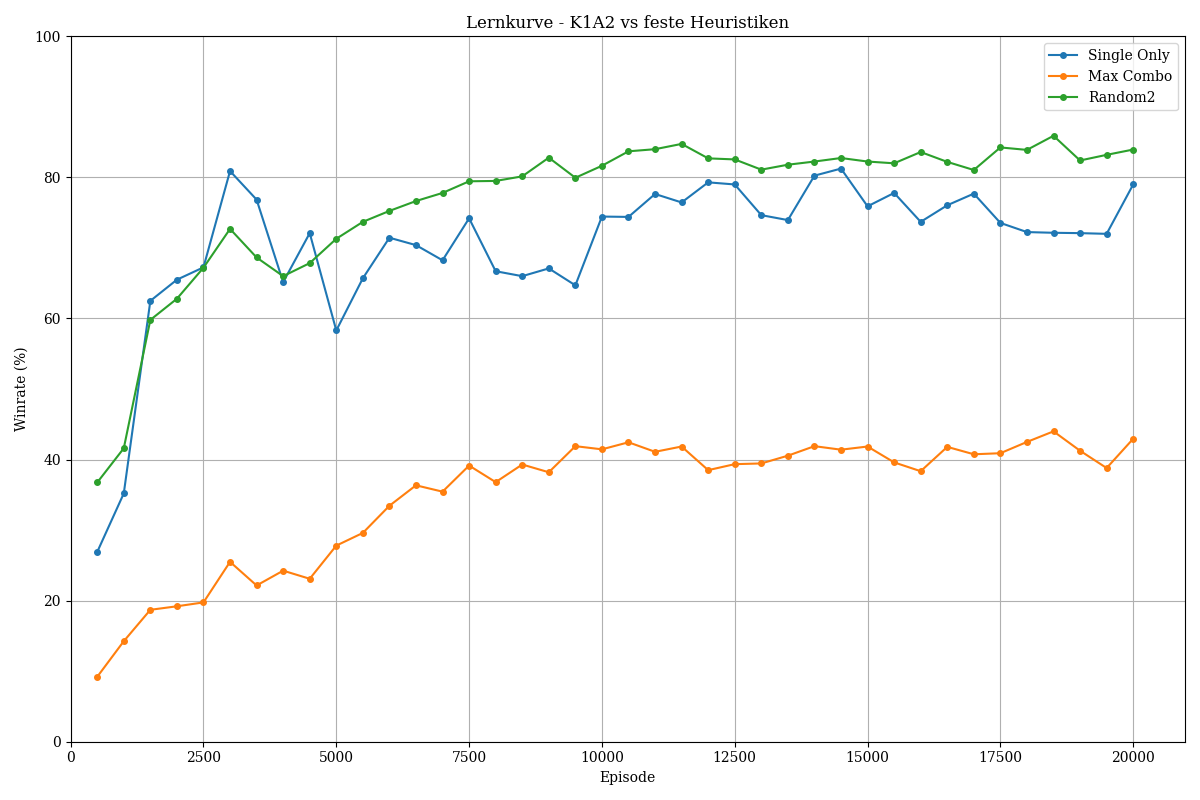 Lernkurve - K1A2 vs feste Heuristiken
Single Only
Max Combo
Random2
Winrate (%)
100
80
60
40
20
0
0 2500 5000 7500 10000 12500 15000 17500 20000
Episode